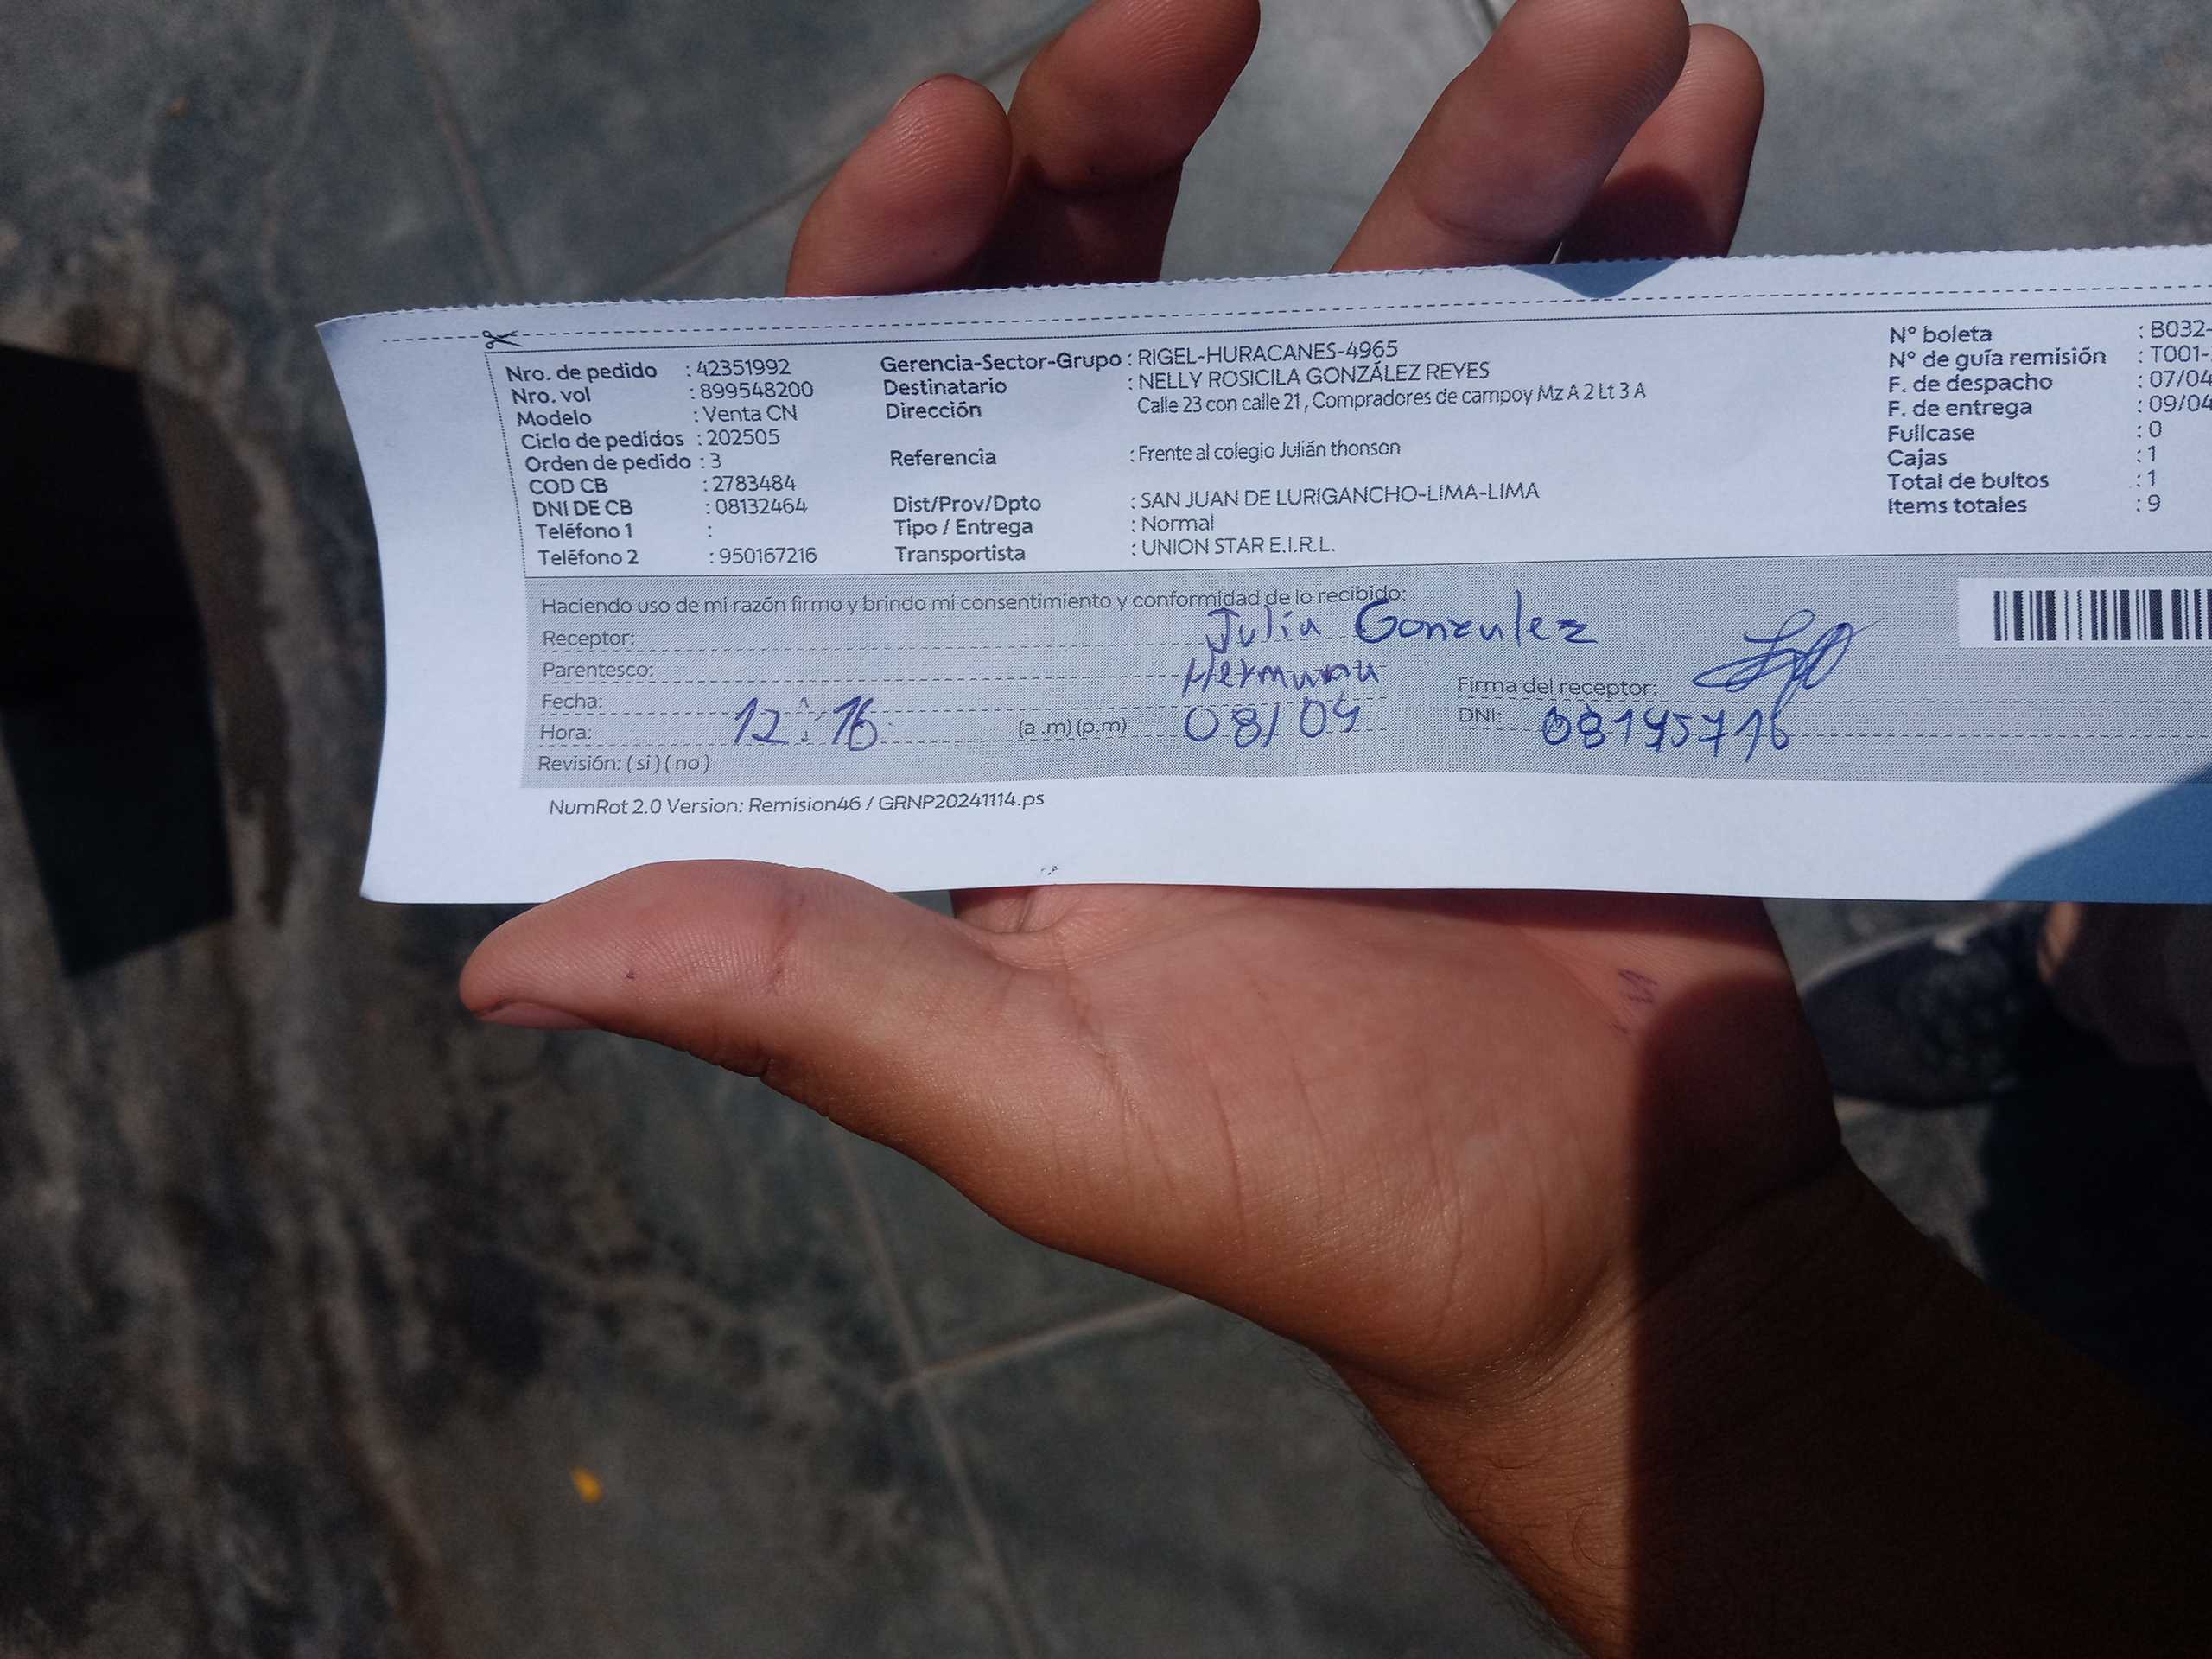 Nro. de pedido : 42351992
Nro. vol : 899548200
Modelo : Venta CN
Ciclo de pedidos : 202505
Orden de pedido : 3
COD CB : 2783484
DNI DE CB : 08132464
Teléfono 1 :
Teléfono 2 : 950167216
Gerencia-Sector-Grupo : RIGEL-HURACANES-4965
Destinatario : NELLY ROSICILA GONZÁLEZ REYES
Dirección Calle 23 con calle 21, Compradores de campoy Mz A 2 Lt 3 A
Referencia : Frente al colegio Julián thonson
Dist/Prov/Dpto : SAN JUAN DE LURIGANCHO-LIMA-LIMA
Tipo / Entrega : Normal
Transportista : UNION STAR E.I.R.L.
N° boleta : B032-
N° de guía remisión : T001-
F. de despacho : 07/04
F. de entrega : 09/04
Fullcase : 0
Cajas : 1
Total de bultos : 1
Items totales : 9
Haciendo uso de mi razón firmo y brindo mi consentimiento y conformidad de lo recibido:
Receptor: Julia Gonzulez
Parentesco: Hermana
Fecha: 08/04
Firma del receptor:
Hora: 12:16 (a .m) (p.m)
DNI: 08145716
Revisión: ( si ) ( no )
NumRot 2.0 Version: Remision46 / GRNP20241114.ps